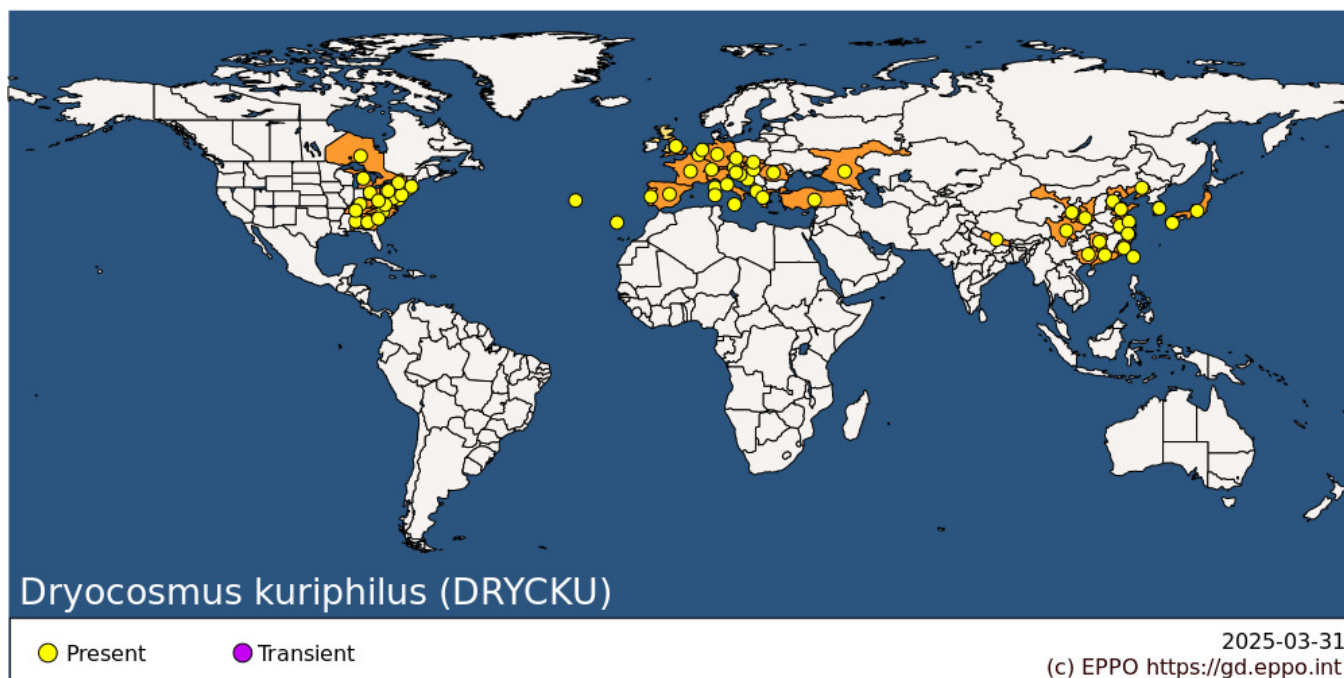 Dryocosmus kuriphilus (DRYCKU)
Present
Transient
2025-03-31
(c) EPPO https://gd.eppo.int